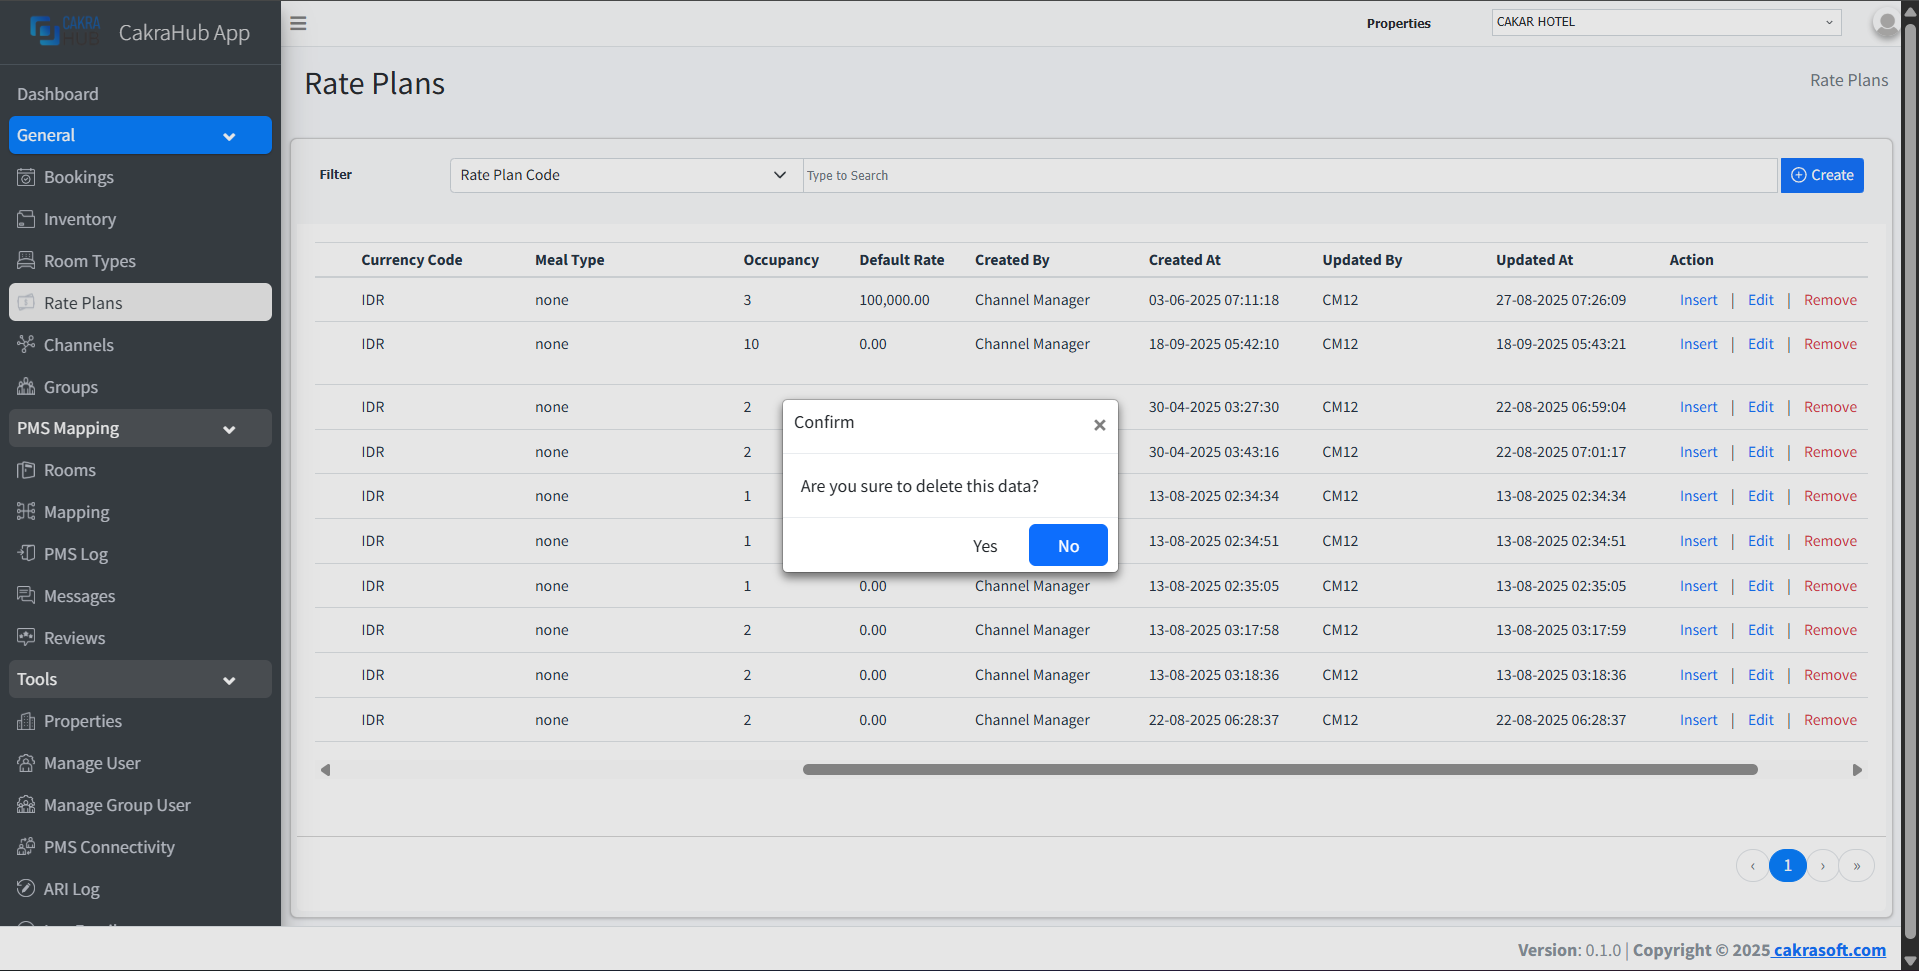 CAKRA
HUB
CakraHub App
Properties
CAKAR HOTEL
Dashboard
General
Bookings
Inventory
Room Types
Rate Plans
Channels
Groups
PMS Mapping
Rooms
Mapping
PMS Log
Messages
Reviews
Tools
Properties
Manage User
Manage Group User
PMS Connectivity
ARI Log
Rate Plans
Rate Plans
Filter
Rate Plan Code
Type to Search
Create
Currency Code Meal Type Occupancy Default Rate Created By Created At Updated By Updated At Action
IDR none 3 100,000.00 Channel Manager 03-06-2025 07:11:18 CM12 27-08-2025 07:26:09 Insert | Edit | Remove
IDR none 10 0.00 Channel Manager 18-09-2025 05:42:10 CM12 18-09-2025 05:43:21 Insert | Edit | Remove
IDR none 2 30-04-2025 03:27:30 CM12 22-08-2025 06:59:04 Insert | Edit | Remove
IDR none 2 30-04-2025 03:43:16 CM12 22-08-2025 07:01:17 Insert | Edit | Remove
IDR none 1 13-08-2025 02:34:34 CM12 13-08-2025 02:34:34 Insert | Edit | Remove
IDR none 1 13-08-2025 02:34:51 CM12 13-08-2025 02:34:51 Insert | Edit | Remove
IDR none 1 0.00 Channel Manager 13-08-2025 02:35:05 CM12 13-08-2025 02:35:05 Insert | Edit | Remove
IDR none 2 0.00 Channel Manager 13-08-2025 03:17:58 CM12 13-08-2025 03:17:59 Insert | Edit | Remove
IDR none 2 0.00 Channel Manager 13-08-2025 03:18:36 CM12 13-08-2025 03:18:36 Insert | Edit | Remove
IDR none 2 0.00 Channel Manager 22-08-2025 06:28:37 CM12 22-08-2025 06:28:37 Insert | Edit | Remove
Confirm ×
Are you sure to delete this data?
Yes No
‹ 1 › »
Version: 0.1.0 | Copyright © 2025 cakrasoft.com